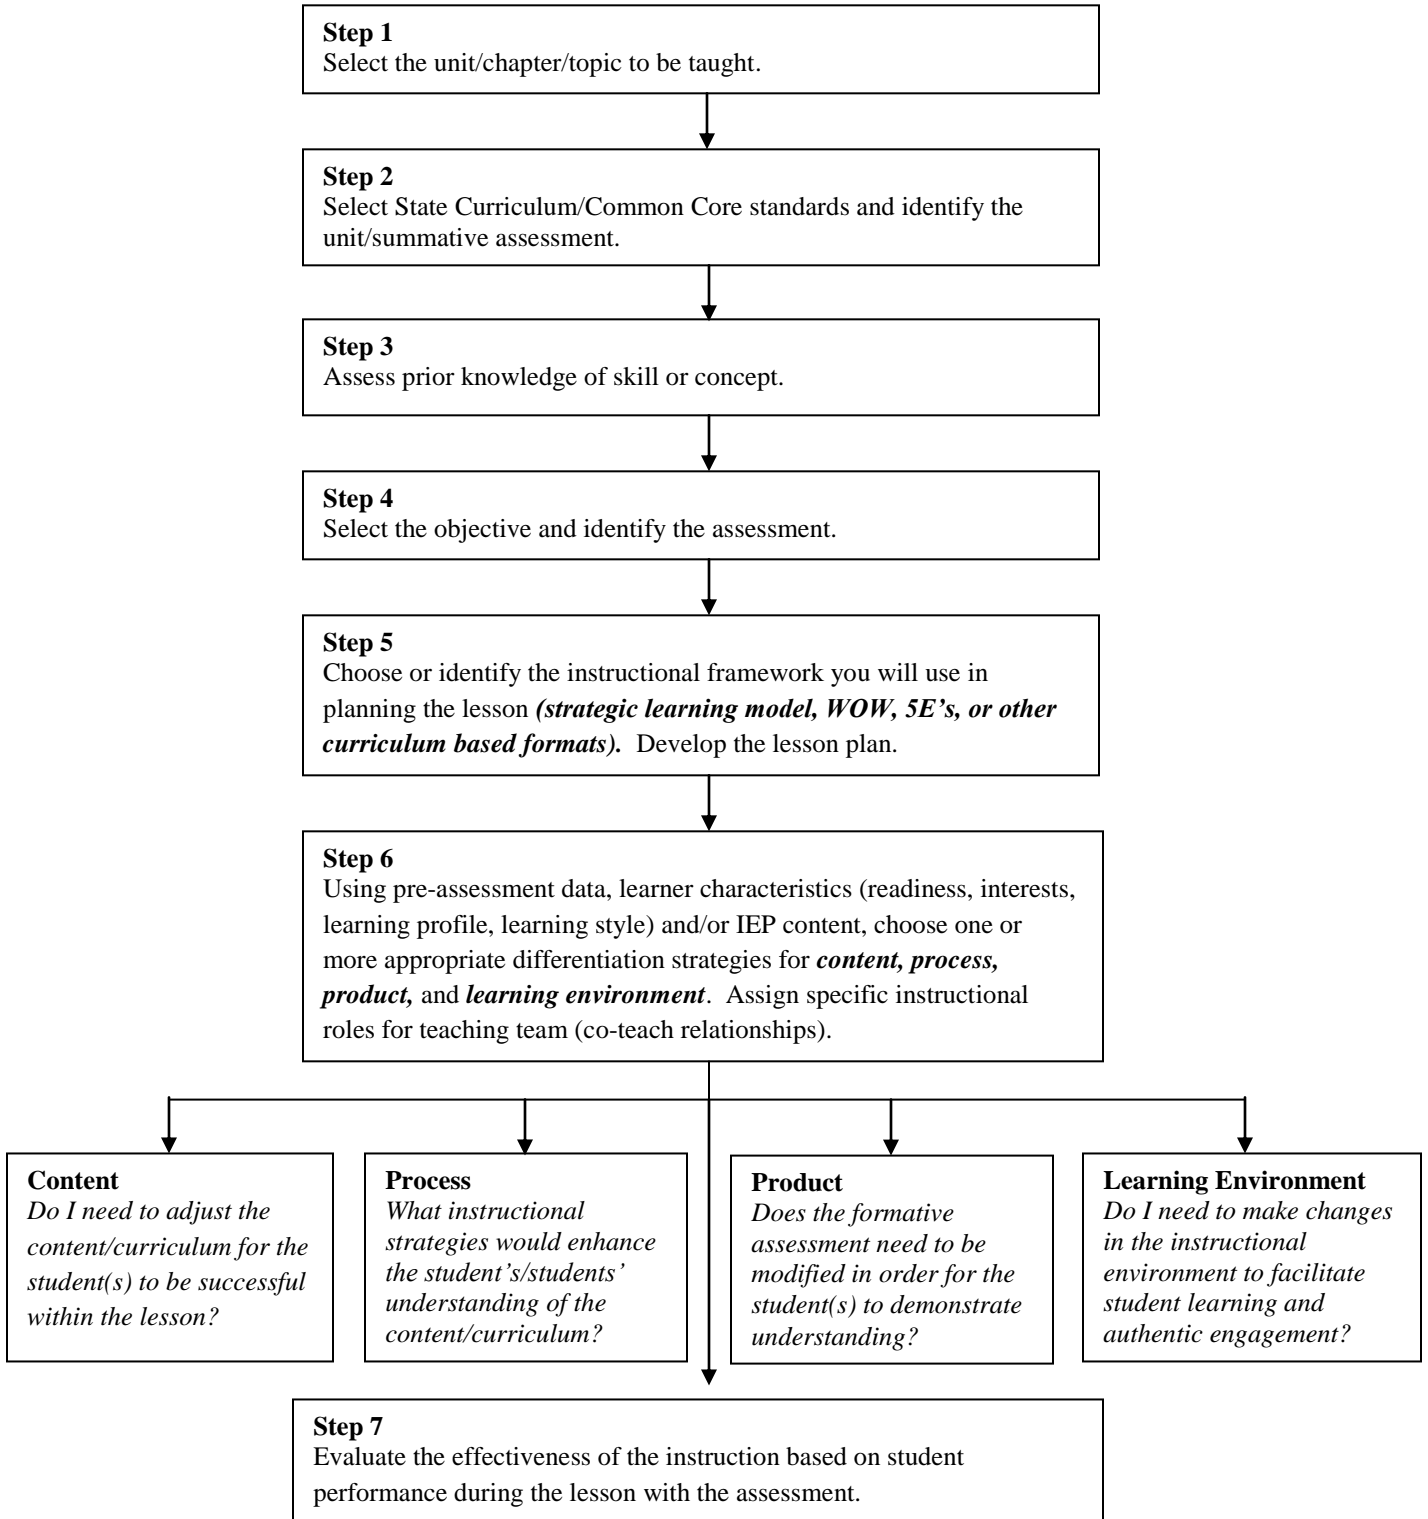 Step 1
Select the unit/chapter/topic to be taught.
Step 2
Select State Curriculum/Common Core standards and identify the
unit/summative assessment.
Step 3
Assess prior knowledge of skill or concept.
Step 4
Select the objective and identify the assessment.
Step 5
Choose or identify the instructional framework you will use in
planning the lesson (strategic learning model, WOW, 5E’s, or other
curriculum based formats).  Develop the lesson plan.
Step 6
Using pre-assessment data, learner characteristics (readiness, interests,
learning profile, learning style) and/or IEP content, choose one or
more appropriate differentiation strategies for content, process,
product, and learning environment.  Assign specific instructional
roles for teaching team (co-teach relationships).
Content
Do I need to adjust the
content/curriculum for the
student(s) to be successful
within the lesson?
Process
What instructional
strategies would enhance
the student’s/students’
understanding of the
content/curriculum?
Product
Does the formative
assessment need to be
modified in order for the
student(s) to demonstrate
understanding?
Learning Environment
Do I need to make changes
in the instructional
environment to facilitate
student learning and
authentic engagement?
Step 7
Evaluate the effectiveness of the instruction based on student
performance during the lesson with the assessment.